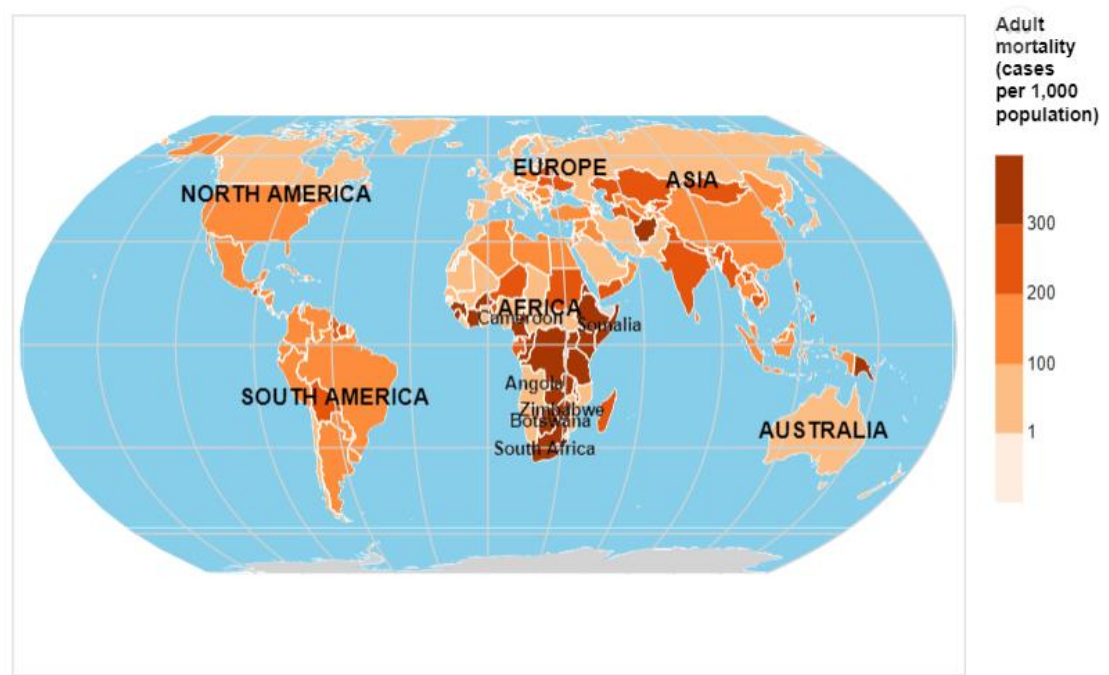 Adult
mortality
(cases
per 1,000
population)
300
200
100
1
EUROPE
ASIA
NORTH AMERICA
AFRICA
Cameroon
Somalia
Angola
SOUTH AMERICA
Zimbabwe
Botswana
AUSTRALIA
South Africa